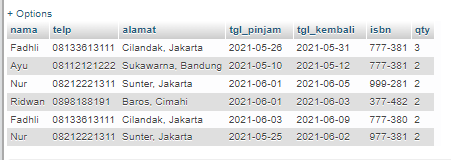 + Options
nama telp alamat tgl_pinjam tgl_kembali isbn qty
Fadhli 08133613111 Cilandak, Jakarta 2021-05-26 2021-05-31 777-381 3
Ayu 08112121222 Sukawarna, Bandung 2021-05-10 2021-05-12 777-381 2
Nur 08212221311 Sunter, Jakarta 2021-06-01 2021-06-05 999-281 2
Ridwan 0898188191 Baros, Cimahi 2021-06-01 2021-06-03 377-482 2
Fadhli 08133613111 Cilandak, Jakarta 2021-06-03 2021-06-09 777-380 2
Nur 08212221311 Sunter, Jakarta 2021-05-25 2021-06-02 977-381 2